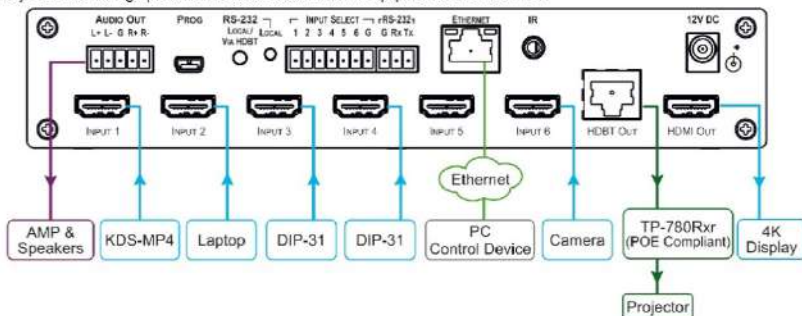 AUDIO OUT
L+ L- G R+ R-
PROG
RS-232
LOCAL/
VIA HDBT
LOCAL
INPUT SELECT
1 2 3 4 5 6 G
RS-232
G Rx Tx
ETHERNET
IR
12V DC
INPUT 1
INPUT 2
INPUT 3
INPUT 4
INPUT 5
INPUT 6
HDBT OUT
HDMI OUT
Ethernet
AMP &
Speakers
KDS-MP4
Laptop
DIP-31
DIP-31
PC
Control Device
Camera
TP-780Rxr
(POE Compliant)
4K
Display
Projector